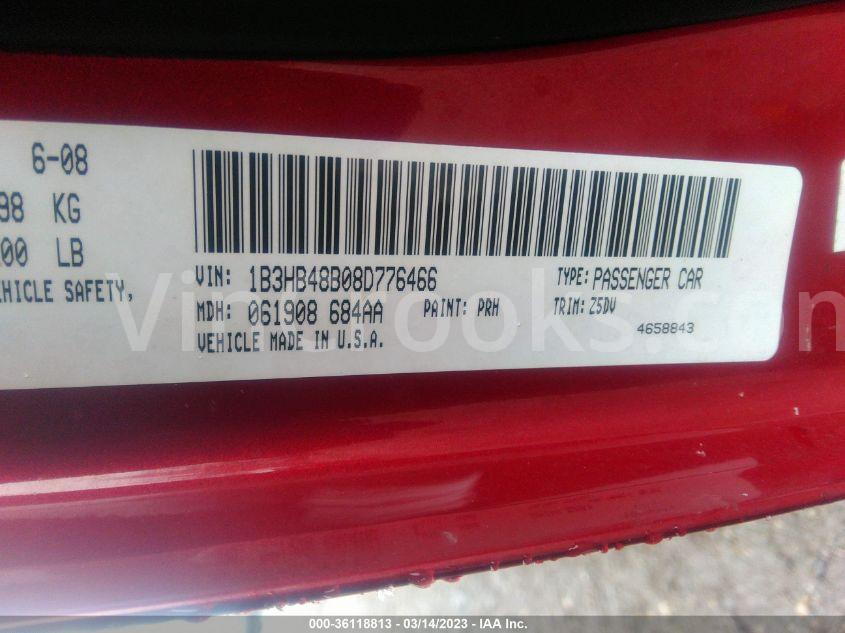 6-08
98 KG
00 LB
EHICLE SAFETY,
VIN: 1B3HB48B08D776466 TYPE: PASSENGER CAR
MDH: 061908 684AA PAINT: PRH TRIM: Z5DV
VEHICLE MADE IN U.S.A. 4658843
000-36118813 - 03/14/2023 - IAA Inc.